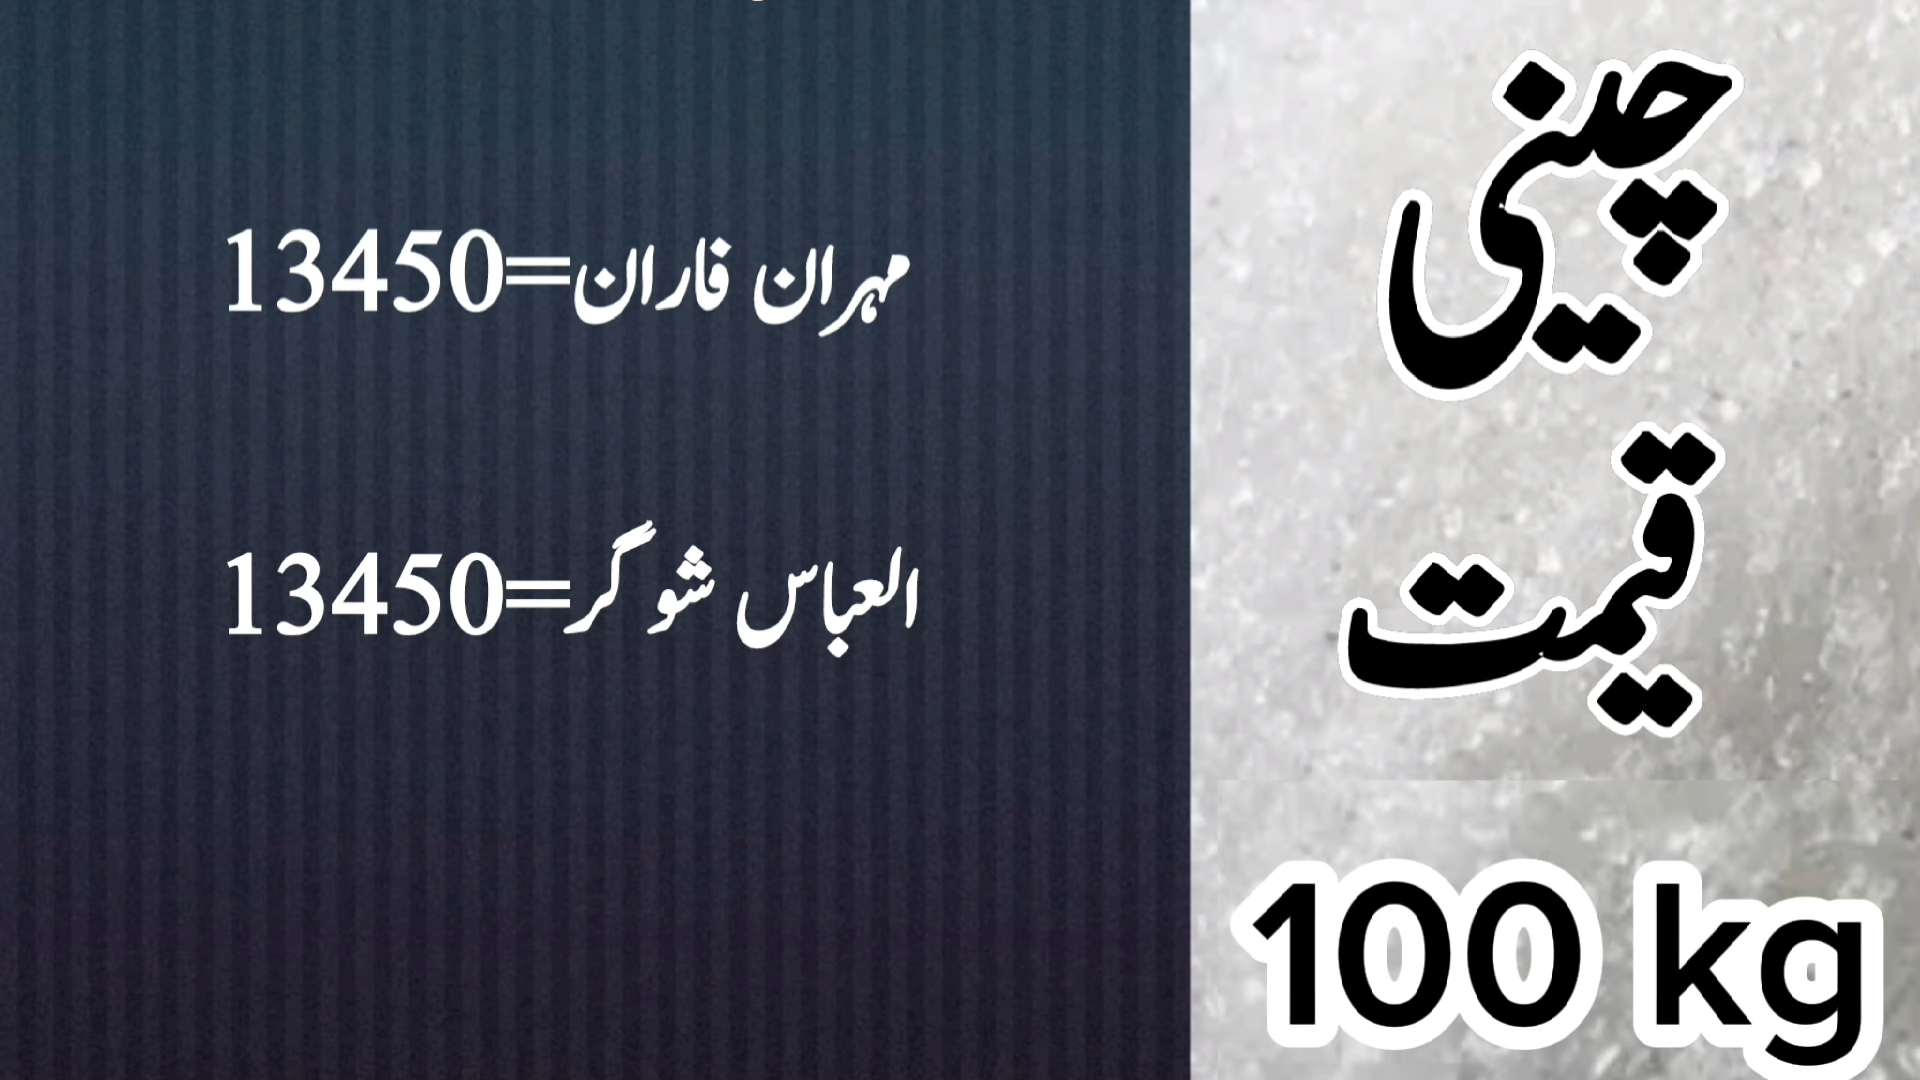 مہران فاران=13450
العباس شوگر=13450
چینی
قیمت
100 kg